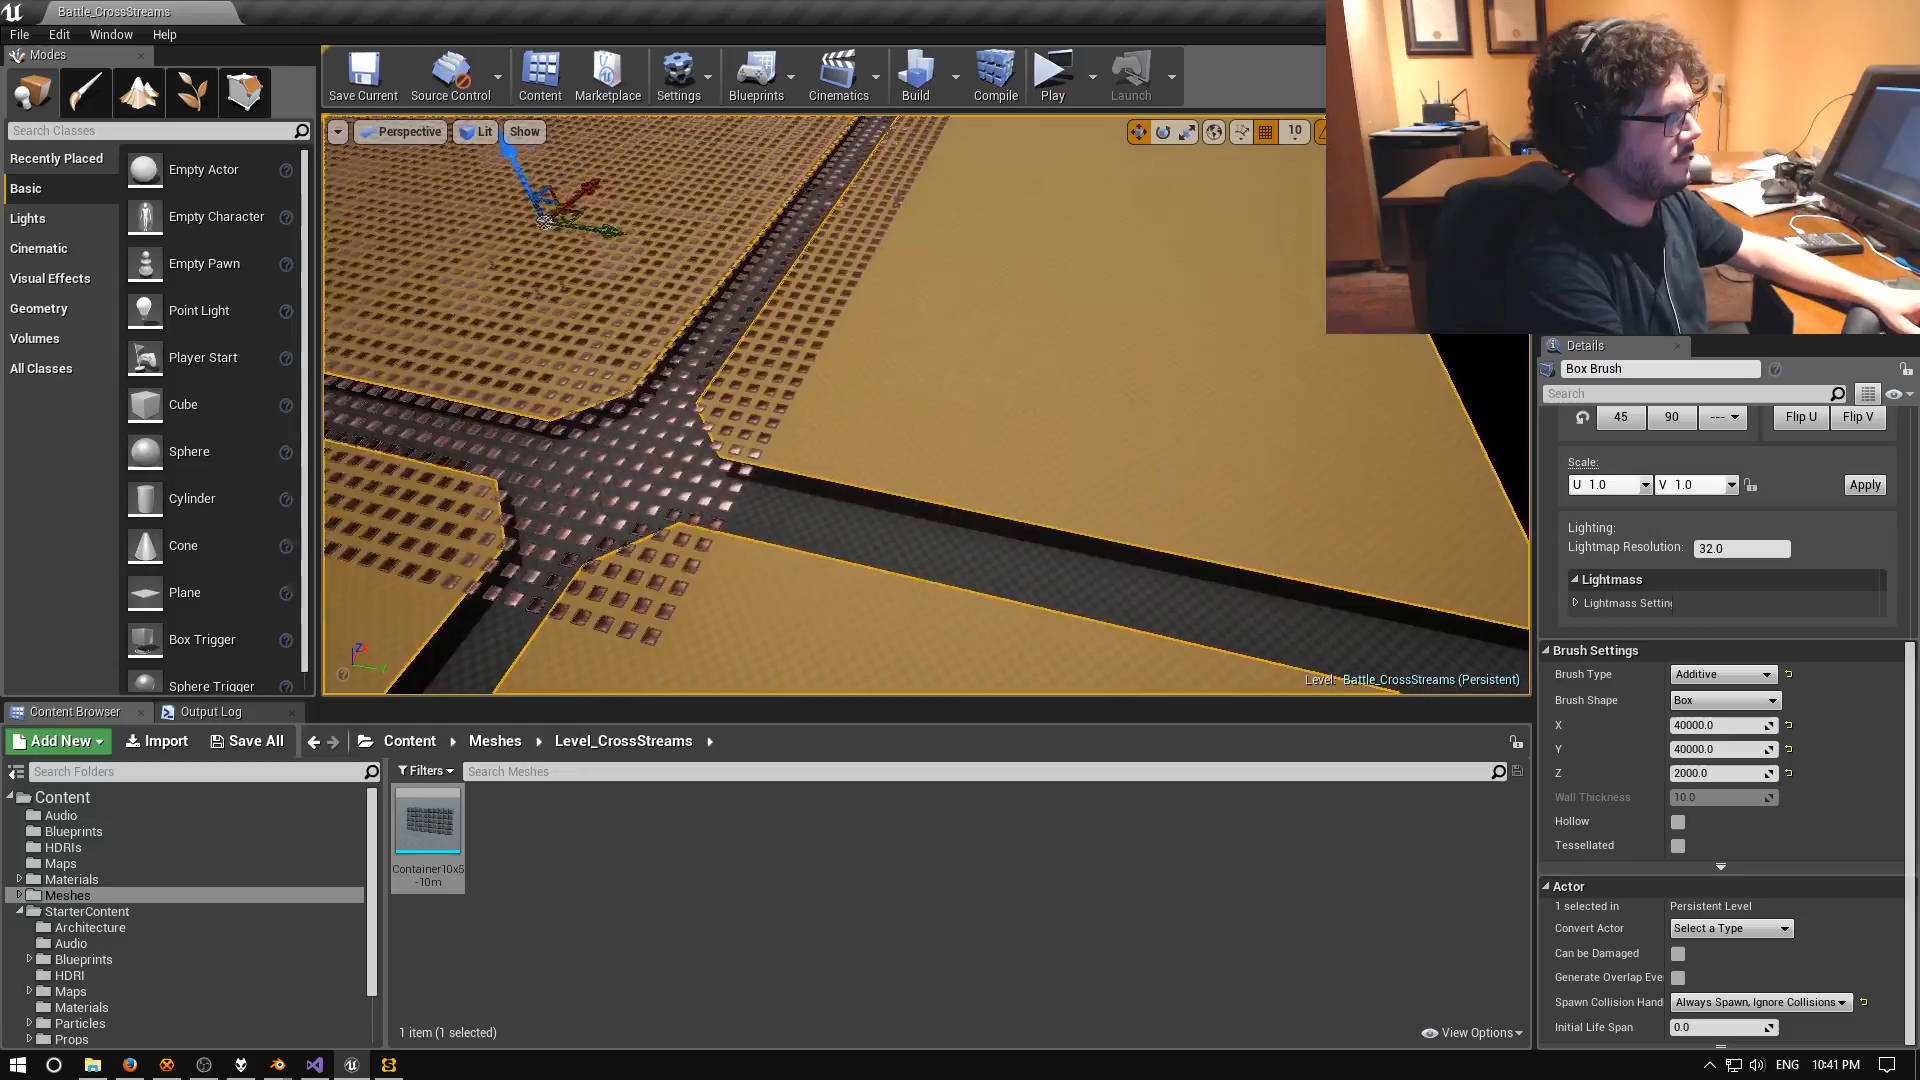 Battle_CrossStreams
File Edit Window Help
Modes
Search Classes
Recently Placed
Basic
Lights
Cinematic
Visual Effects
Geometry
Volumes
All Classes
Empty Actor
Empty Character
Empty Pawn
Point Light
Player Start
Cube
Sphere
Cylinder
Cone
Plane
Box Trigger
Sphere Trigger
Save Current
Source Control
Content
Marketplace
Settings
Blueprints
Cinematics
Build
Compile
Play
Launch
Perspective Lit Show
10
Level: Battle_CrossStreams (Persistent)
Details
Box Brush
Search
45 90 --- Flip U Flip V
Scale:
U 1.0 V 1.0 Apply
Lighting:
Lightmap Resolution: 32.0
Lightmass
Lightmass Setting
Brush Settings
Brush Type Additive
Brush Shape Box
X 40000.0
Y 40000.0
Z 2000.0
Wall Thickness 10.0
Hollow
Tessellated
Actor
1 selected in Persistent Level
Convert Actor Select a Type
Can be Damaged
Generate Overlap Eve
Spawn Collision Hand Always Spawn, Ignore Collisions
Initial Life Span 0.0
Content Browser Output Log
Add New Import Save All Content Meshes Level_CrossStreams
Search Folders
Filters Search Meshes
Content
Audio
Blueprints
HDRIs
Maps
Materials
Meshes
StarterContent
Architecture
Audio
Blueprints
HDRI
Maps
Materials
Particles
Props
Container10x5
-10m
1 item (1 selected)
View Options
ENG 10:41 PM